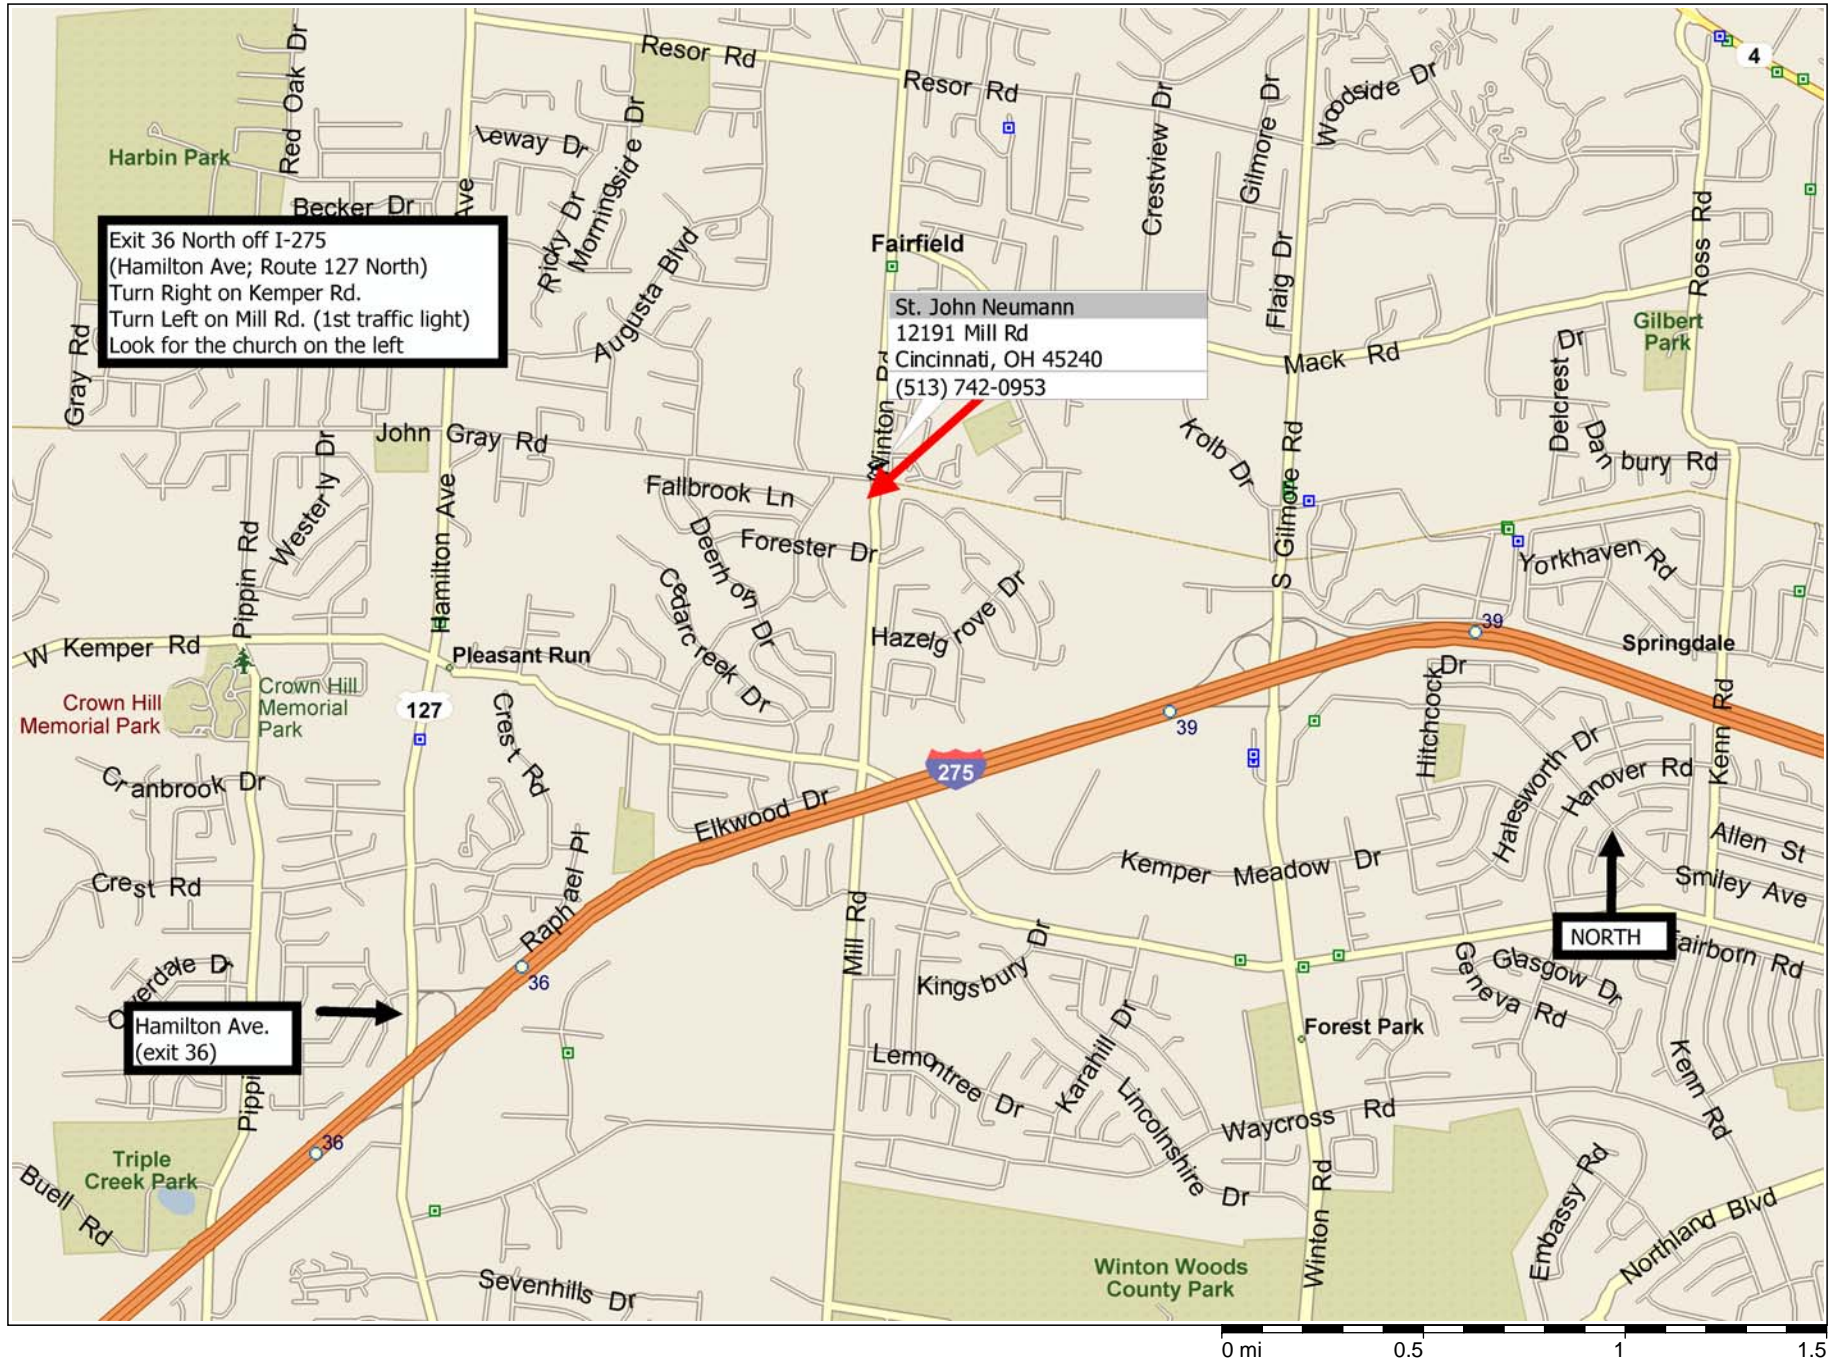 Resor Rd
Resor Rd
4
Red Oak Dr
Harbin Park
Leway Dr
Morningside Dr
Ricky Dr
Crestview Dr
Gilmore Dr
Woodside Dr
Becker Dr
Ave
Exit 36 North off I-275
(Hamilton Ave; Route 127 North)
Turn Right on Kemper Rd.
Turn Left on Mill Rd. (1st traffic light)
Look for the church on the left
Augusta Blvd
Fairfield
Flaig Dr
Ross Rd
St. John Neumann
12191 Mill Rd
Cincinnati, OH 45240
(513) 742-0953
Gilbert
Park
Mack Rd
Gray Rd
Delcrest Dr
Danbury Rd
John Gray Rd
Winton
Kolb Dr
Westerly Dr
Hamilton Ave
Fallbrook Ln
Deerhorn Dr
Forester Dr
S Gilmore Rd
Yorkhaven Rd
Pippin Rd
Cedarcreek Dr
Hazelgrove Dr
39
Springdale
W Kemper Rd
Pleasant Run
Crown Hill
Memorial Park
Crown Hill
Memorial
Park
127
Crest Rd
39
Hitchcock Dr
Kenn Rd
275
Halesworth Dr
Hanover Rd
Cranbrook Dr
Elkwood Dr
Allen St
Kemper Meadow Dr
Smiley Ave
Crest Rd
Raphael Pl
Mill Rd
NORTH
Fairborn Rd
Glasgow Dr
Geneva Rd
Kingsbury Dr
36
verdale Dr
Hamilton Ave.
(exit 36)
Forest Park
Lemontree Dr
Karahill Dr
Lincolnshire Dr
Kenn Rd
Pippi
Waycross Rd
36
Triple
Creek Park
Buell Rd
Winton Rd
Embassy Rd
Northland Blvd
Winton Woods
County Park
Sevenhills Dr
0 mi 0.5 1 1.5